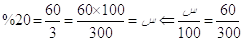 %20 = 60/3 = 60×100/300 = س ⇐ س/100 = 60/300